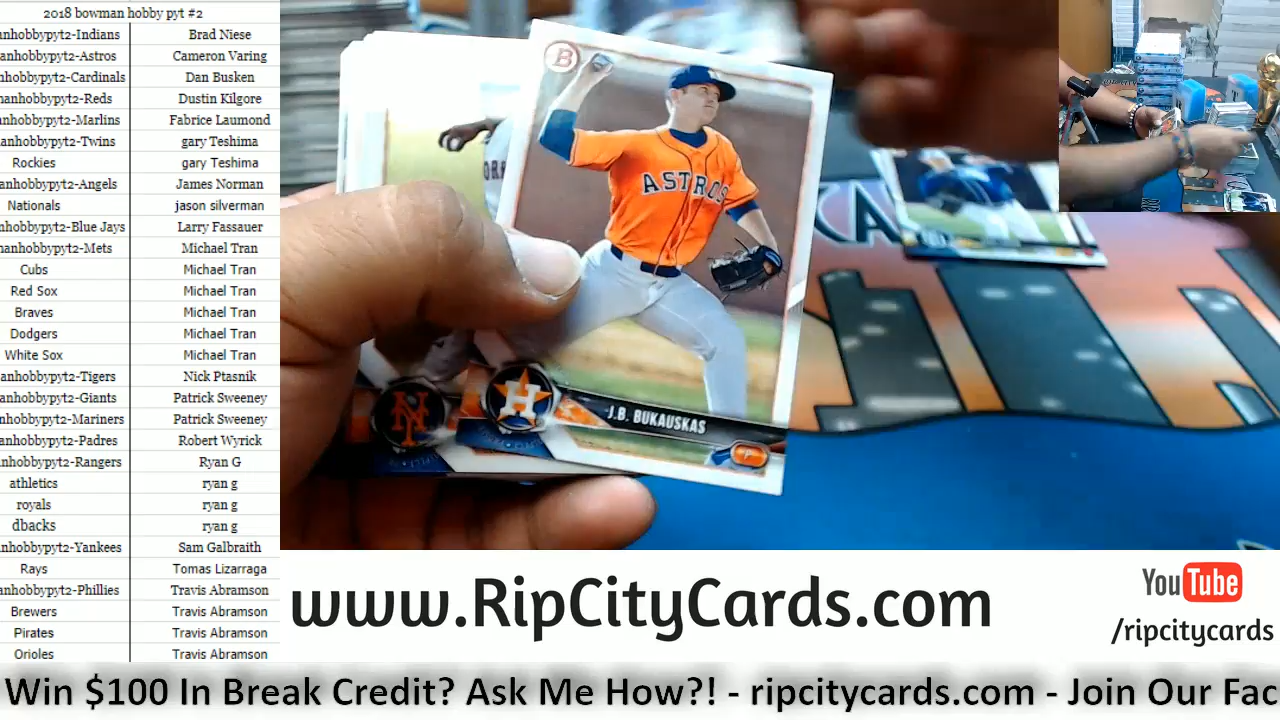 2018 bowman hobby pyt #2
anhobbypyt2-Indians Brad Niese
anhobbypyt2-Astros Cameron Varing
anhobbypyt2-Cardinals Dan Busken
anhobbypyt2-Reds Dustin Kilgore
anhobbypyt2-Marlins Fabrice Laumond
anhobbypyt2-Twins gary Teshima
Rockies gary Teshima
anhobbypyt2-Angels James Norman
Nationals jason silverman
anhobbypyt2-Blue Jays Larry Fassauer
anhobbypyt2-Mets Michael Tran
Cubs Michael Tran
Red Sox Michael Tran
Braves Michael Tran
Dodgers Michael Tran
White Sox Michael Tran
anhobbypyt2-Tigers Nick Ptasnik
anhobbypyt2-Giants Patrick Sweeney
anhobbypyt2-Mariners Patrick Sweeney
anhobbypyt2-Padres Robert Wyrick
anhobbypyt2-Rangers Ryan G
athletics ryan g
royals ryan g
dbacks ryan g
nhobbypyt2-Yankees Sam Galbraith
Rays Tomas Lizarraga
anhobbypyt2-Phillies Travis Abramson
Brewers Travis Abramson
Pirates Travis Abramson
Orioles Travis Abramson
B
ASTROS
H
J.B. BUKAUSKAS
P
NY
CA
www.RipCityCards.com
YouTube
/ripcitycards
Win $100 In Break Credit? Ask Me How?! - ripcitycards.com - Join Our Fac